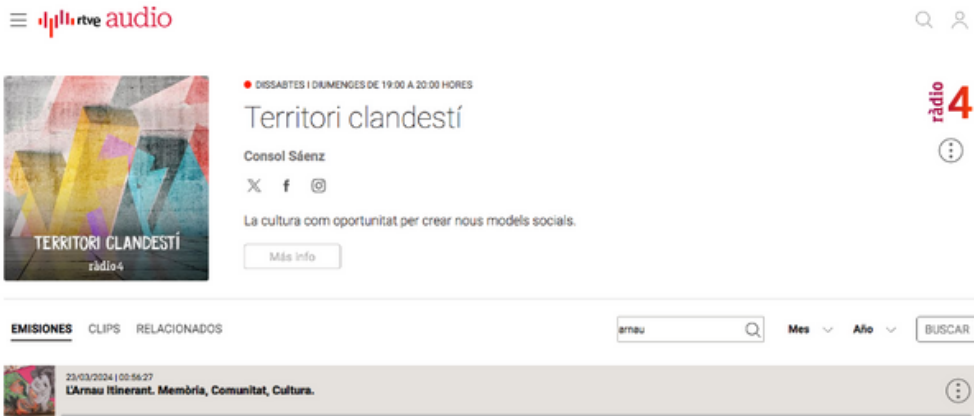 rtve audio
DISSABTES I DIUMENGES DE 19:00 A 20:00 HORES
Territori clandestí
ràdio 4
Consol Sáenz
La cultura com oportunitat per crear nous models socials.
TERRITORI CLANDESTÍ
ràdio 4
Más info
EMISIONES CLIPS RELACIONADOS arnau Mes Año BUSCAR
23/03/2024 | 00:56:27
L'Arnau Itinerant. Memòria, Comunitat, Cultura.